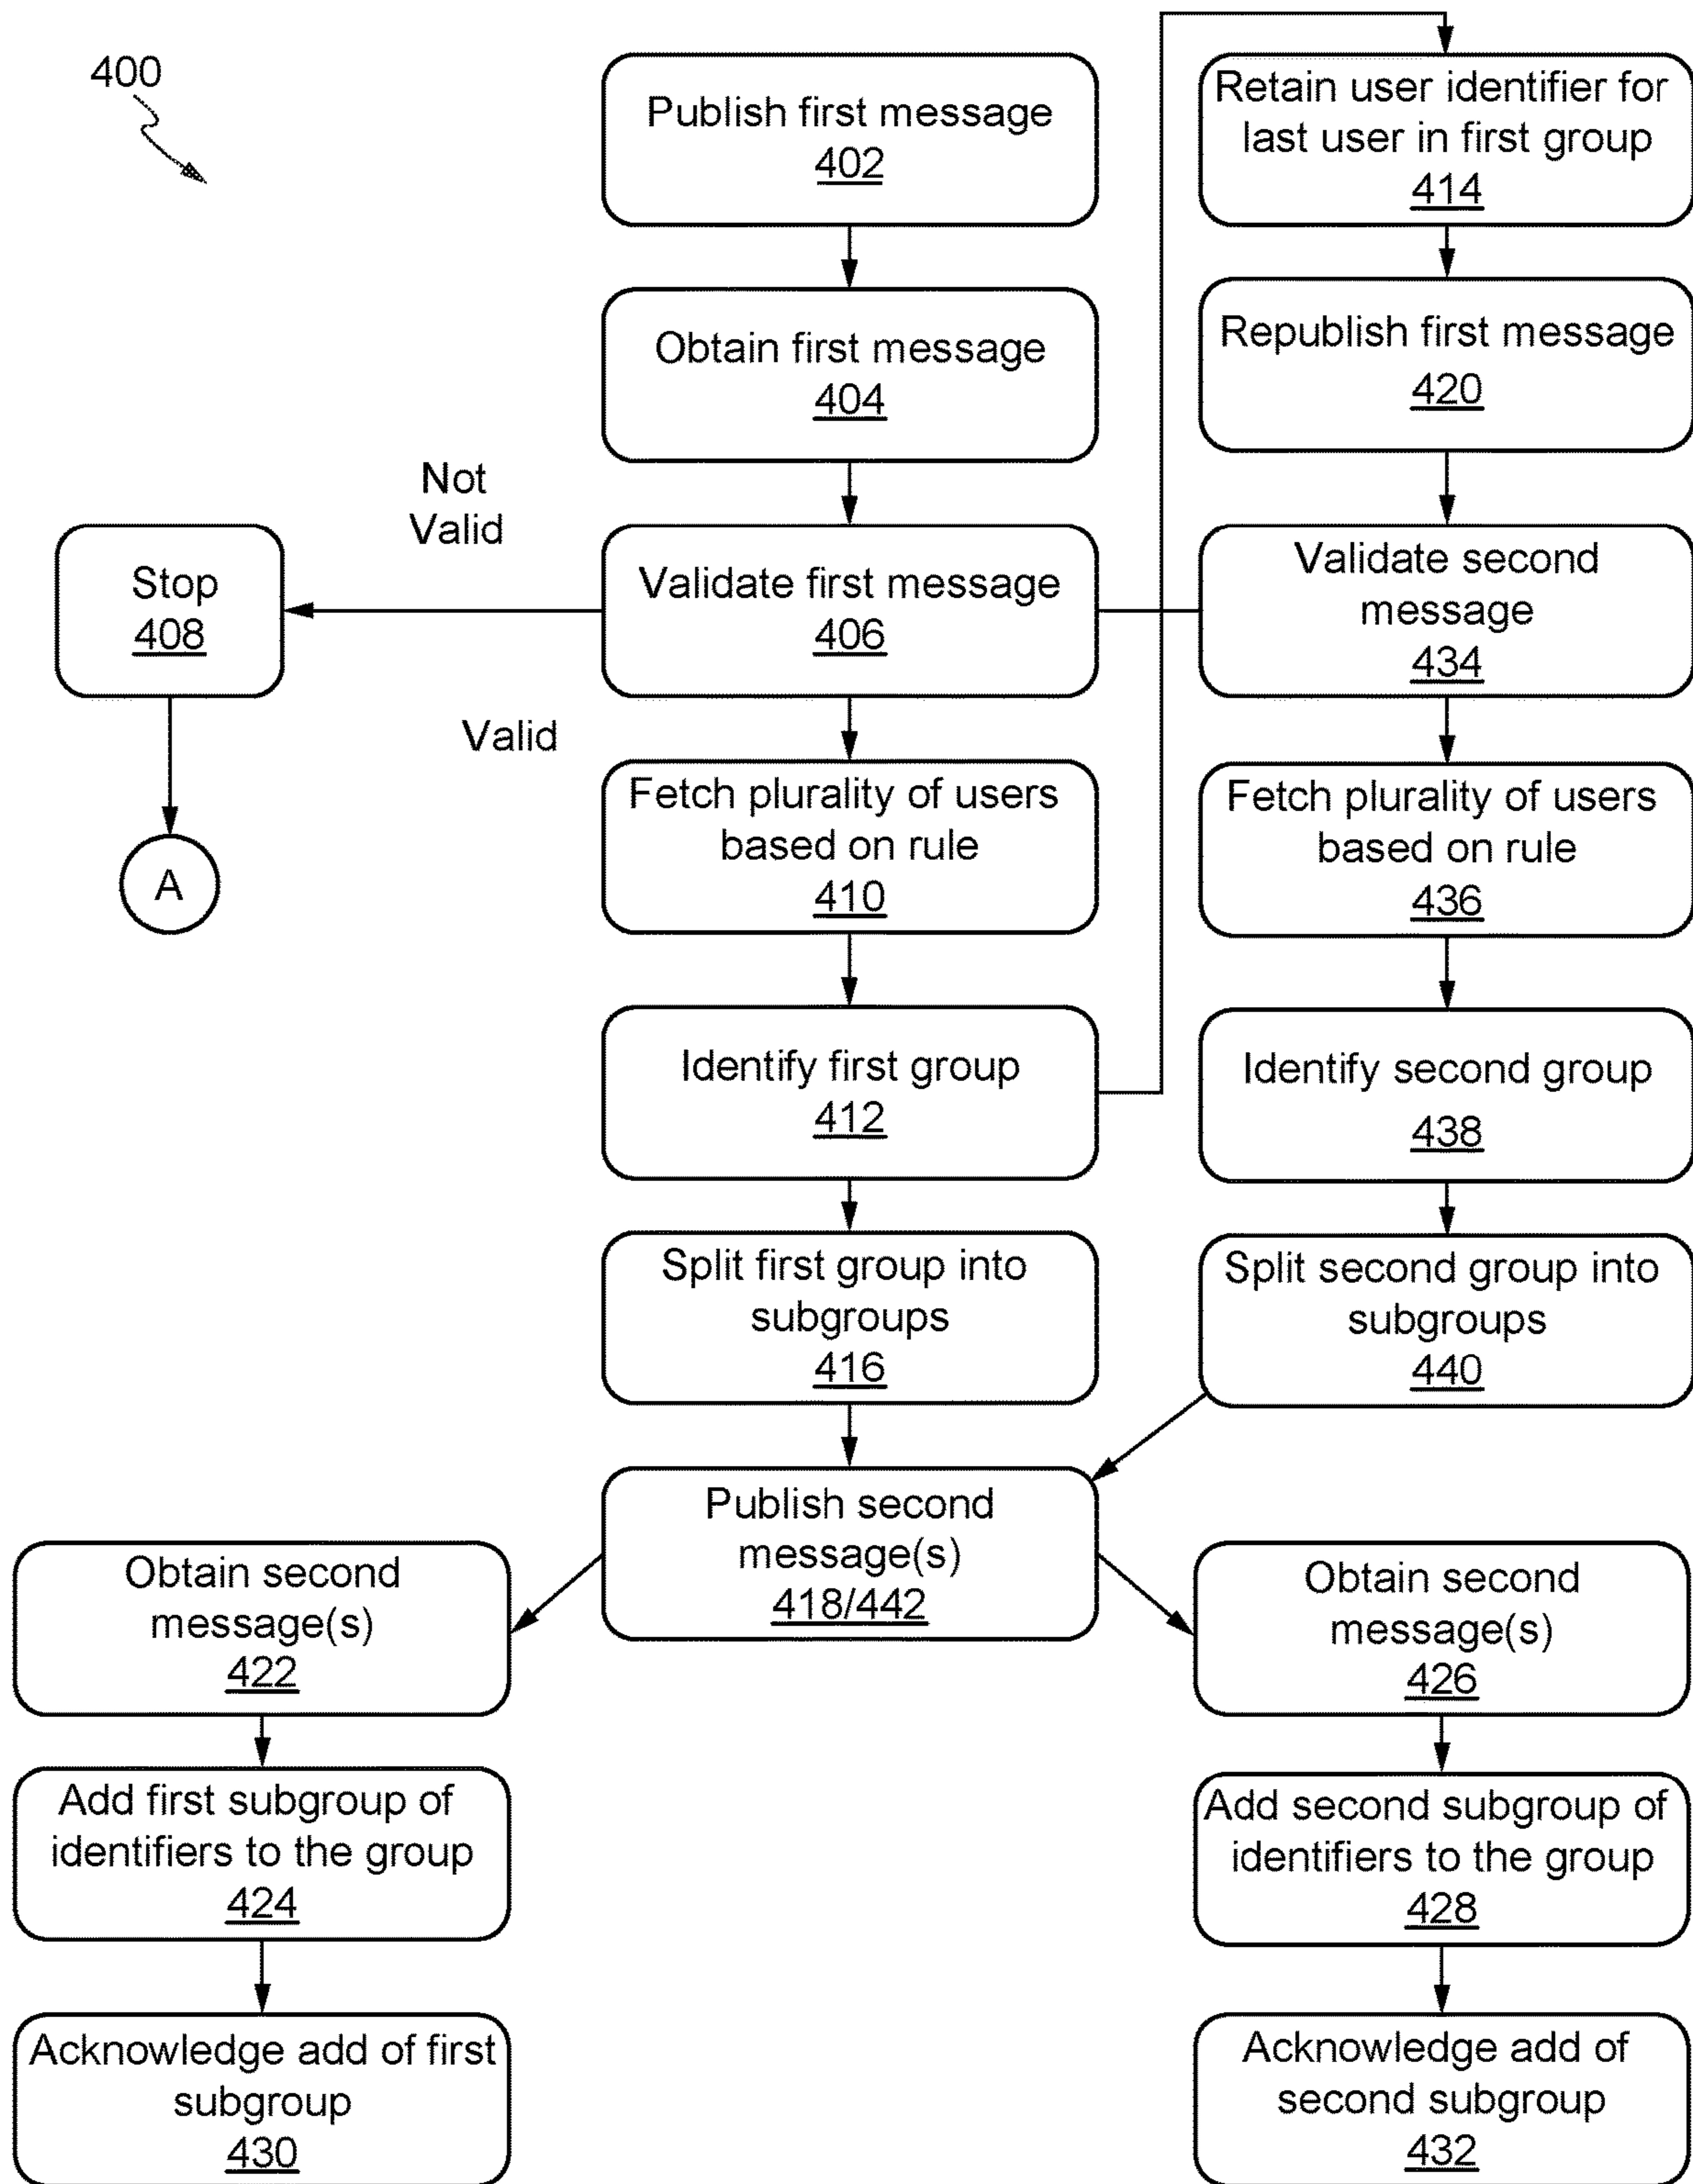 400
Publish first message
402
Retain user identifier for
last user in first group
414
Obtain first message
404
Republish first message
420
Not
Valid
Stop
408
Validate first message
406
Validate second
message
434
Valid
A
Fetch plurality of users
based on rule
410
Fetch plurality of users
based on rule
436
Identify first group
412
Identify second group
438
Split first group into
subgroups
416
Split second group into
subgroups
440
Publish second
message(s)
418/442
Obtain second
message(s)
422
Obtain second
message(s)
426
Add first subgroup of
identifiers to the group
424
Add second subgroup of
identifiers to the group
428
Acknowledge add of first
subgroup
430
Acknowledge add of
second subgroup
432